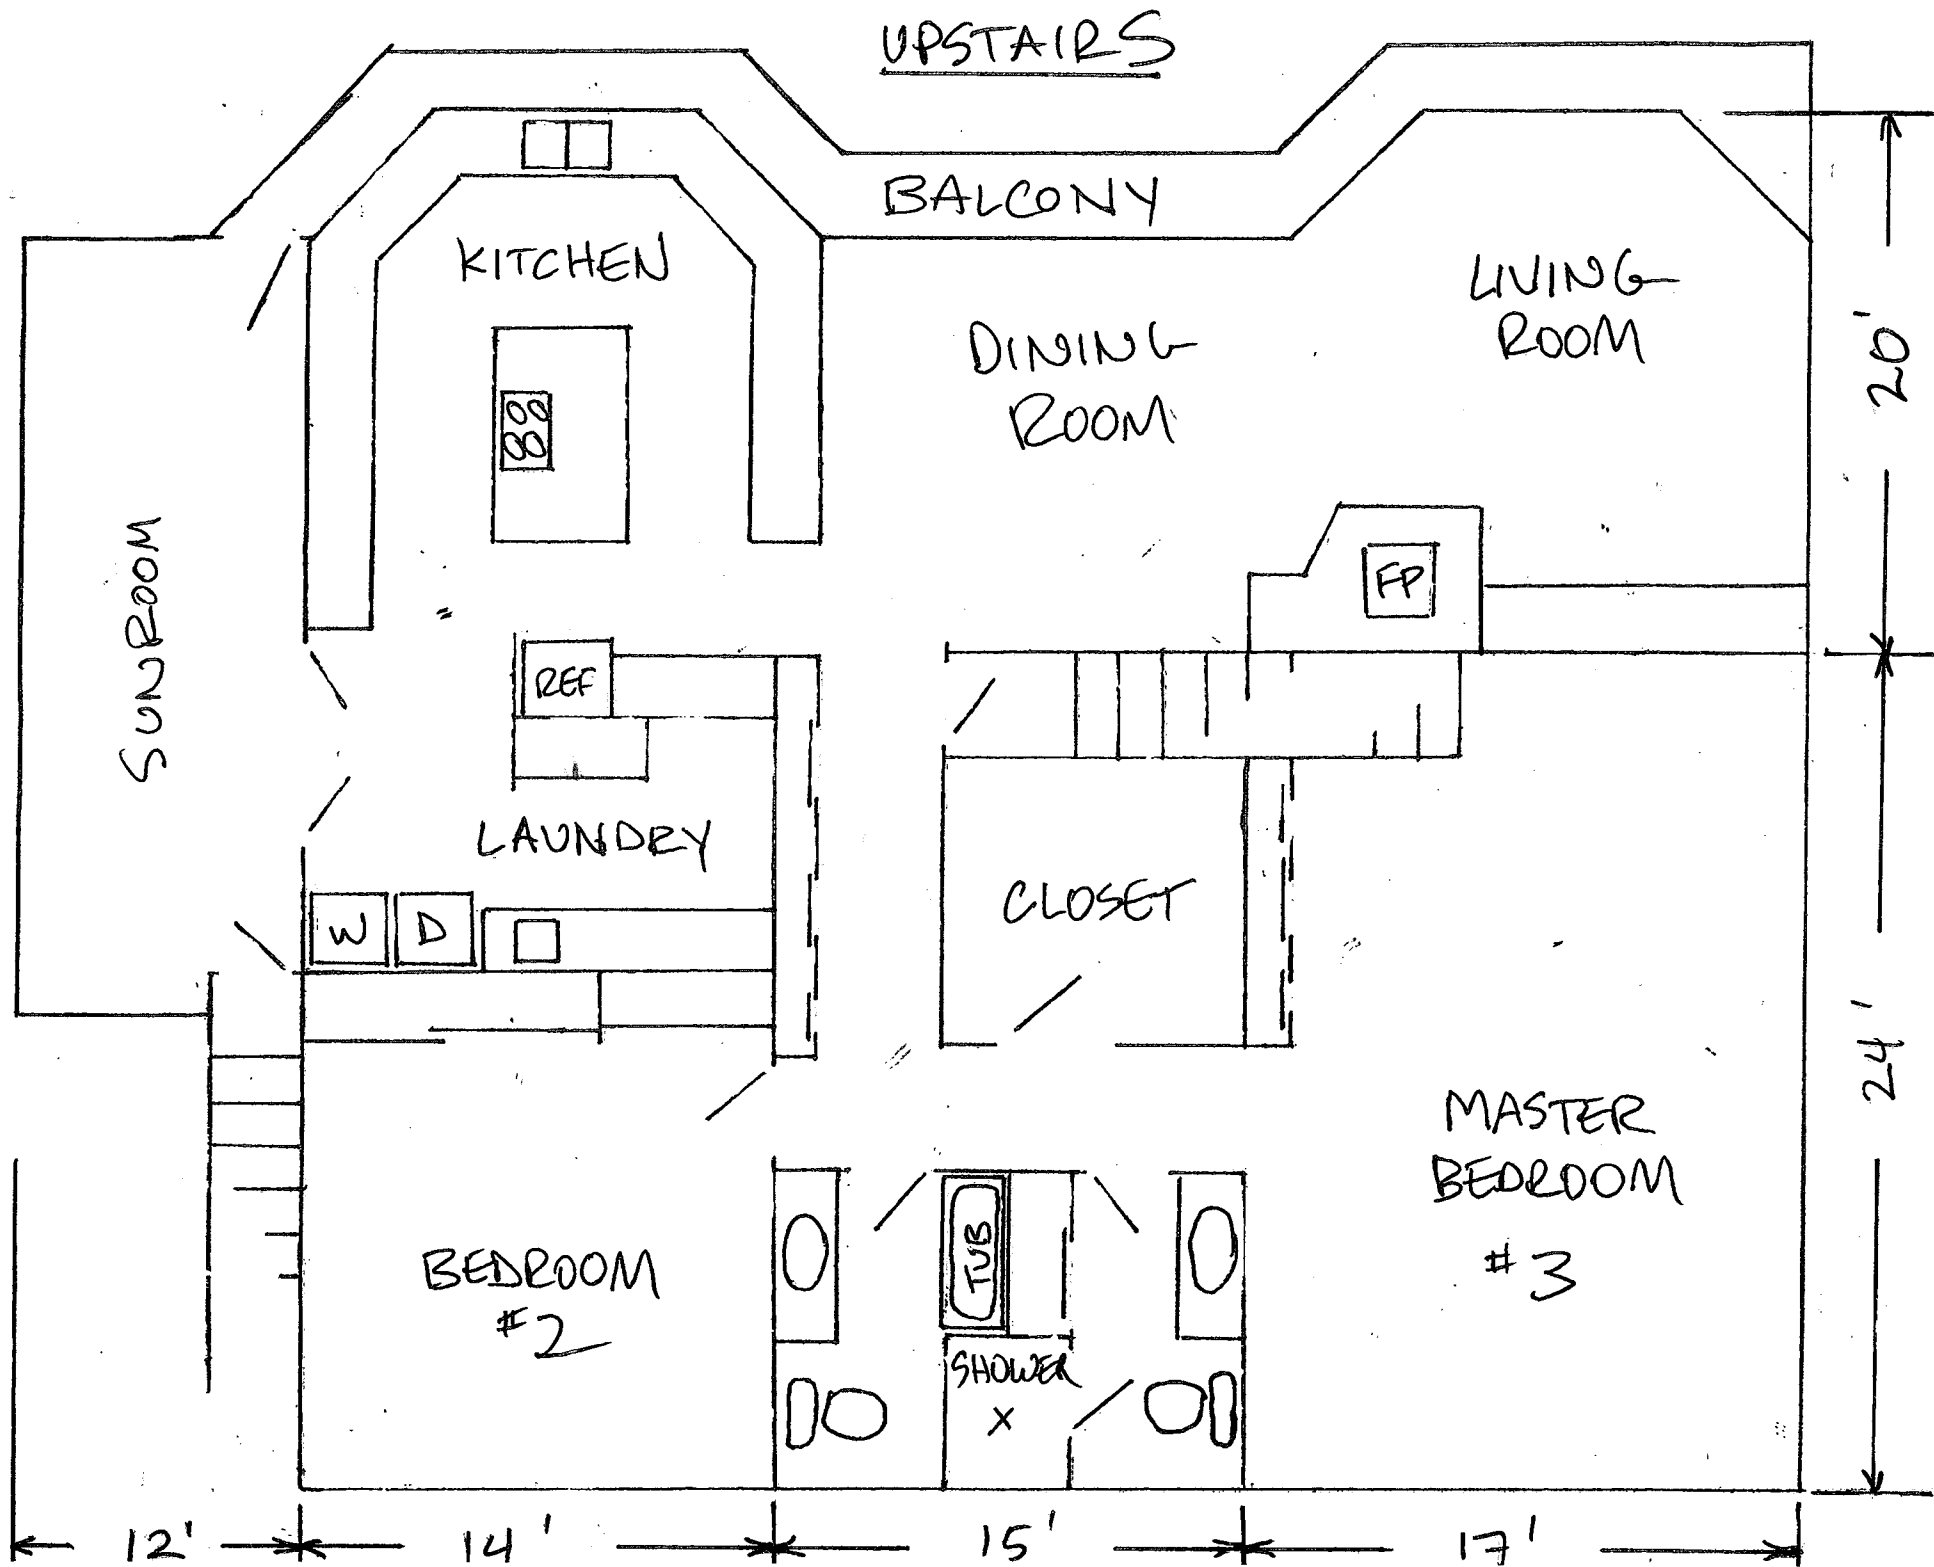 UPSTAIRS
BALCONY
KITCHEN
LIVING
ROOM
DINING
ROOM
20'
SUNROOM
FP
REF
LAUNDRY
CLOSET
W
D
24'
MASTER
BEDROOM
#3
BEDROOM
#2
TUB
SHOWER
X
12'
14'
15'
17'